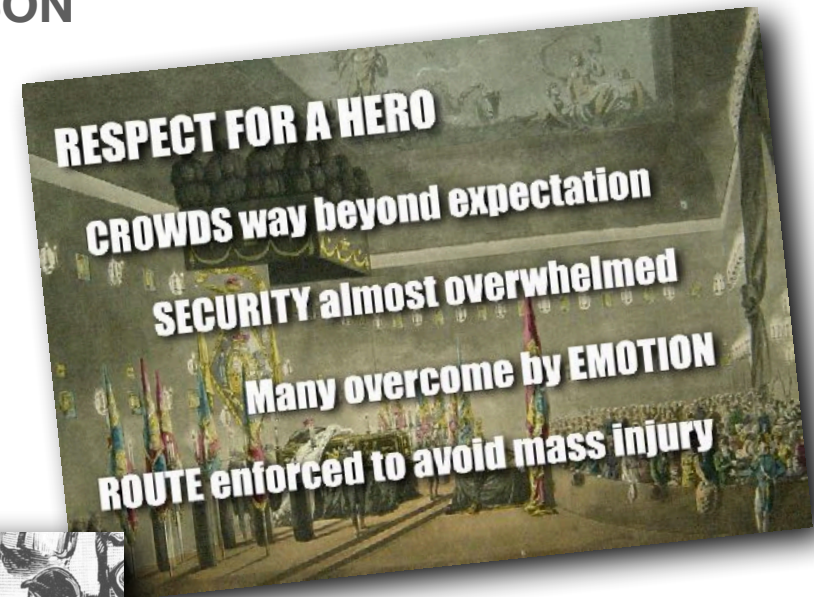 RESPECT FOR A HERO
CROWDS way beyond expectation
SECURITY almost overwhelmed
Many overcome by EMOTION
ROUTE enforced to avoid mass injury